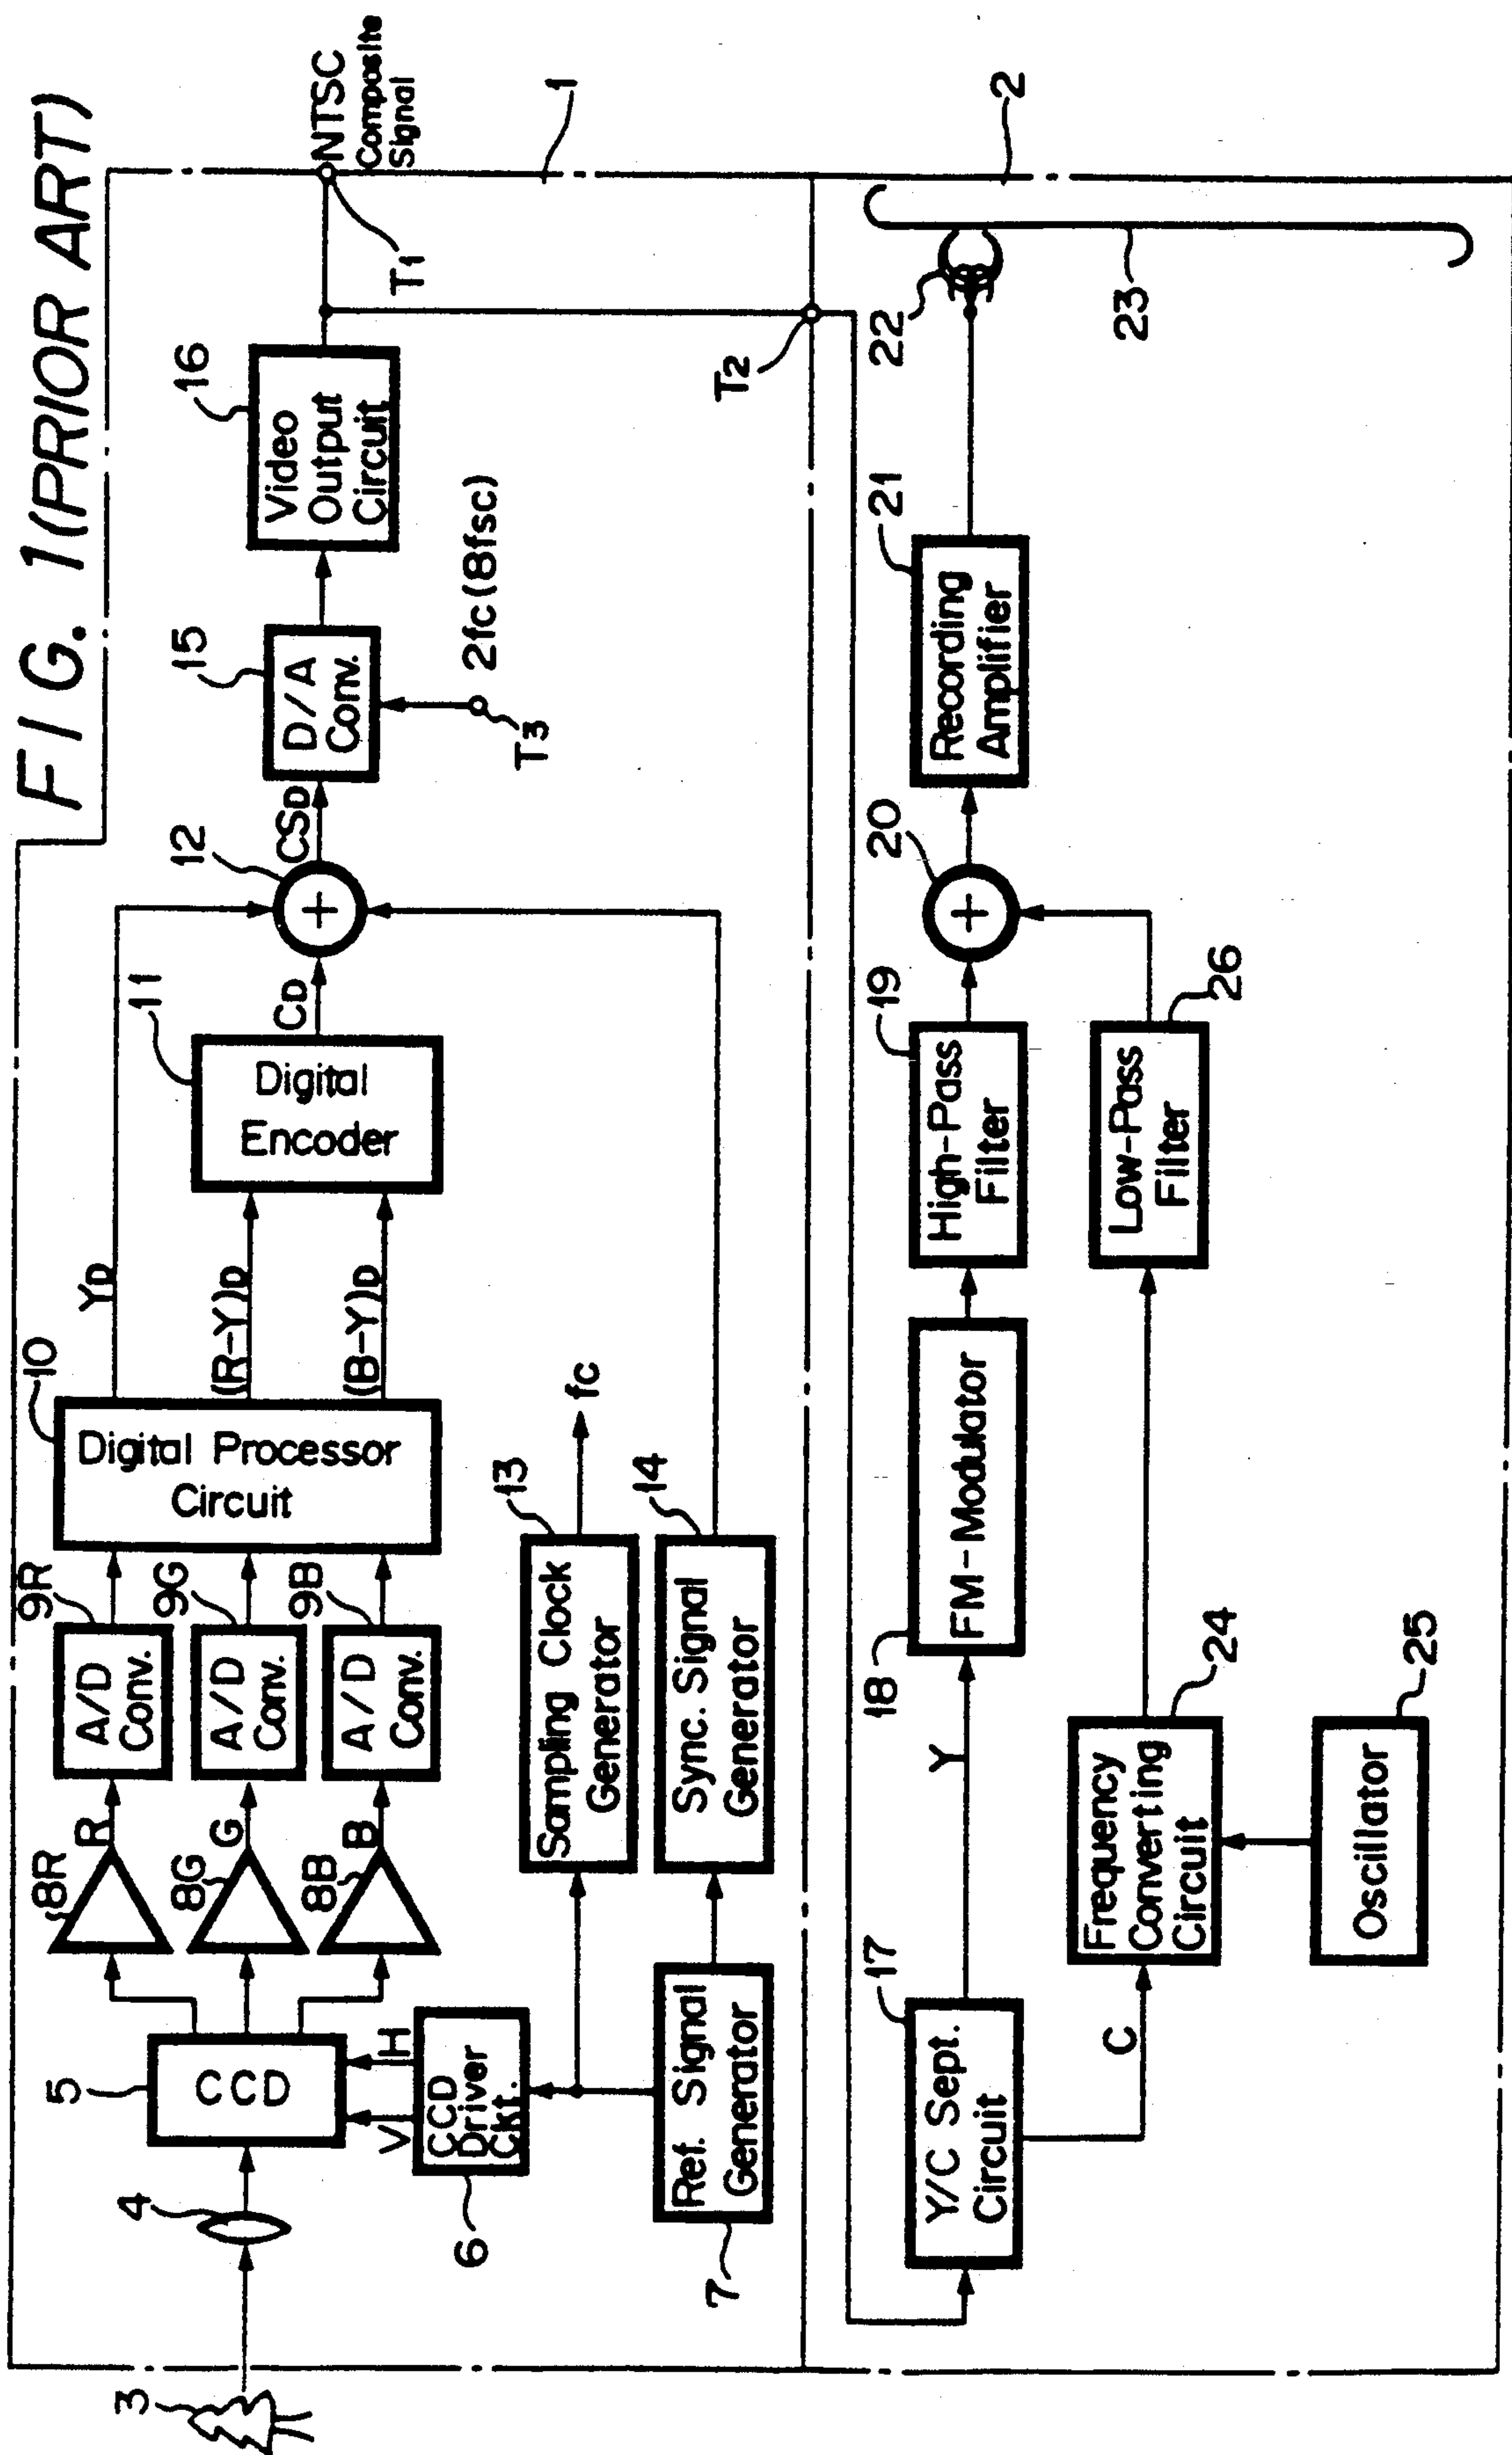 FIG. 1 (PRIOR ART)
3
4
5
CCD
V
H
6
CCD
Driver
Ckt.
7
Ref. Signal
Generator
8R
R
8G
G
8B
B
9R
A/D
Conv.
9G
A/D
Conv.
9B
A/D
Conv.
10
Digital Processor
Circuit
YD
(R-Y)D
(B-Y)D
11
Digital
Encoder
CD
12
+
CSD
13
Sampling Clock
Generator
fc
14
Sync. Signal
Generator
15
D/A
Conv.
T3
2fc(8fsc)
16
Video
Output
Circuit
T1
NTSC
Composite
Signal
1
T2
2
17
Y/C Sept.
Circuit
Y
C
18
FM-Modulator
19
High-Pass
Filter
20
+
21
Recording
Amplifier
22
23
24
Frequency
Converting
Circuit
25
Oscillator
26
Low-Pass
Filter